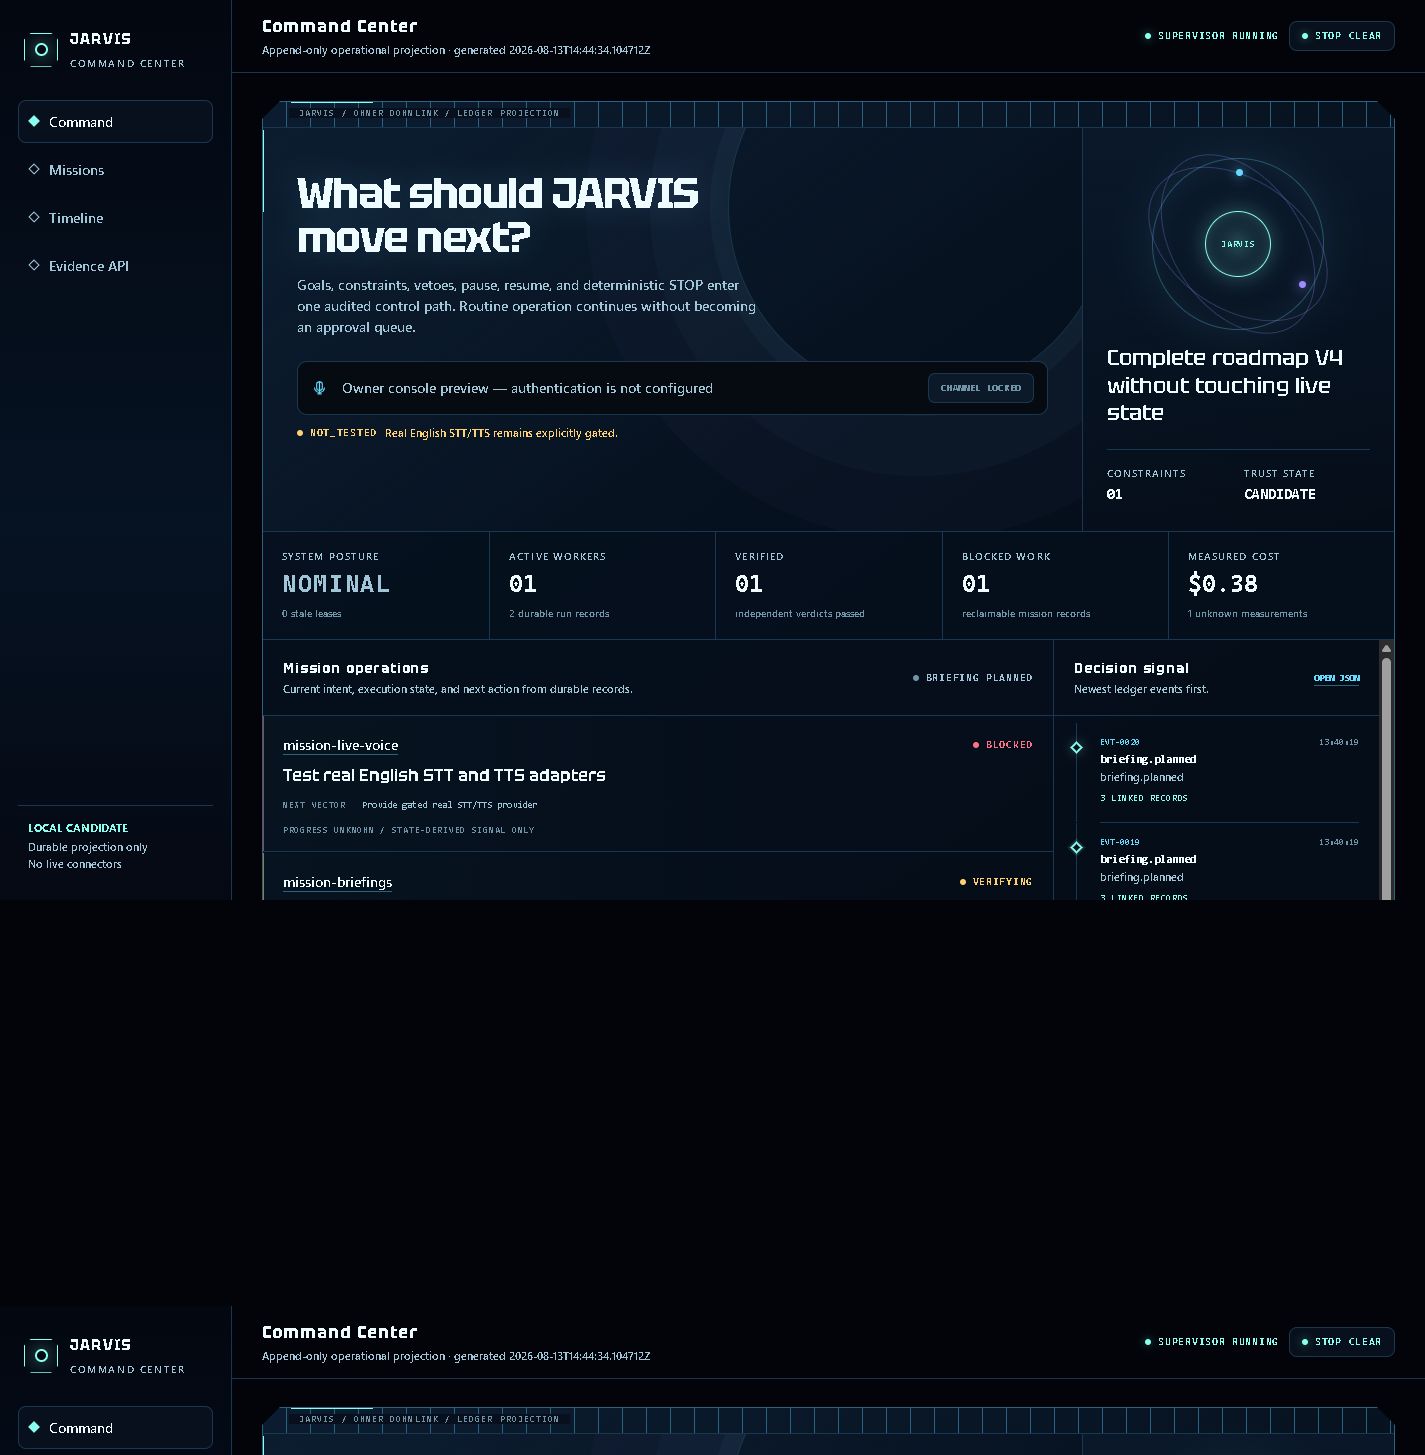 JARVIS
COMMAND CENTER
Command
Missions
Timeline
Evidence API
LOCAL CANDIDATE
Durable projection only
No live connectors
Command Center
Append-only operational projection · generated 2026-08-13T14:44:34.104712Z
SUPERVISOR RUNNING
STOP CLEAR
JARVIS / OWNER DOWNLINK / LEDGER PROJECTION
What should JARVIS
move next?
Goals, constraints, vetoes, pause, resume, and deterministic STOP enter
one audited control path. Routine operation continues without becoming
an approval queue.
Owner console preview — authentication is not configured
CHANNEL LOCKED
NOT_TESTED Real English STT/TTS remains explicitly gated.
JARVIS
Complete roadmap V4
without touching live
state
CONSTRAINTS
01
TRUST STATE
CANDIDATE
SYSTEM POSTURE
NOMINAL
0 stale leases
ACTIVE WORKERS
01
2 durable run records
VERIFIED
01
independent verdicts passed
BLOCKED WORK
01
reclaimable mission records
MEASURED COST
$0.38
1 unknown measurements
Mission operations
Current intent, execution state, and next action from durable records.
BRIEFING PLANNED
mission-live-voice
BLOCKED
Test real English STT and TTS adapters
NEXT VECTOR Provide gated real STT/TTS provider
PROGRESS UNKNOWN / STATE-DERIVED SIGNAL ONLY
mission-briefings
VERIFYING
Decision signal
Newest ledger events first.
OPEN JSON
EVT-0020
13:40:19
briefing.planned
briefing.planned
3 LINKED RECORDS
EVT-0019
13:40:19
briefing.planned
briefing.planned
3 LINKED RECORDS
JARVIS
COMMAND CENTER
Command
Command Center
Append-only operational projection · generated 2026-08-13T14:44:34.104712Z
SUPERVISOR RUNNING
STOP CLEAR
JARVIS / OWNER DOWNLINK / LEDGER PROJECTION